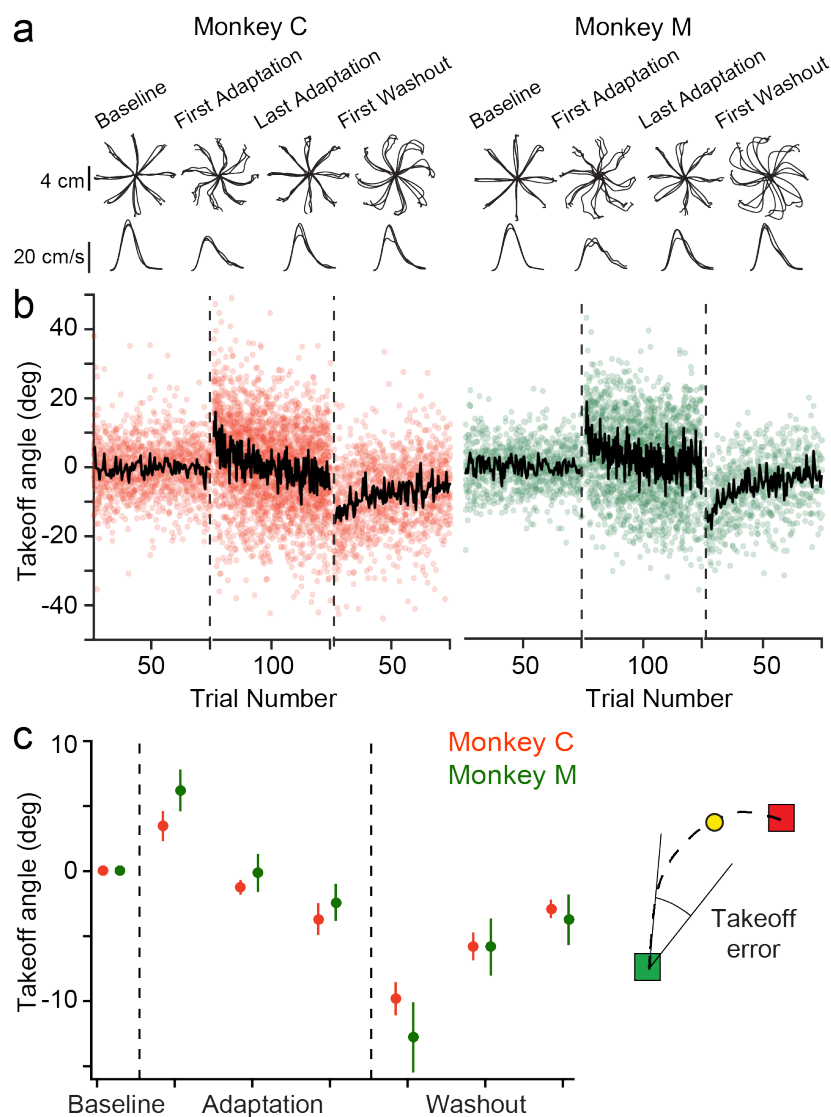 a
Monkey C
Monkey M
Baseline
First Adaptation
Last Adaptation
First Washout
Baseline
First Adaptation
Last Adaptation
First Washout
4 cm
20 cm/s
b
Takeoff angle (deg)
40
20
0
-20
-40
50
100
50
50
100
50
Trial Number
Trial Number
c
Takeoff angle (deg)
10
0
-10
Monkey C
Monkey M
Takeoff
error
Baseline
Adaptation
Washout